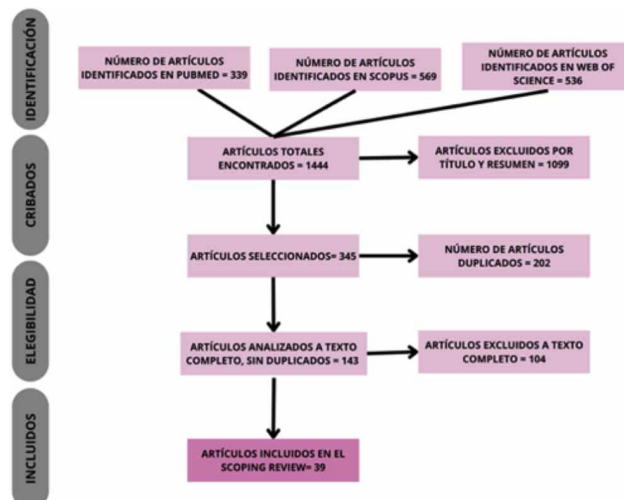 IDENTIFICACIÓN
NÚMERO DE ARTÍCULOS
IDENTIFICADOS EN PUBMED = 339
NÚMERO DE ARTÍCULOS
IDENTIFICADOS EN SCOPUS = 569
NÚMERO DE ARTÍCULOS
IDENTIFICADOS EN WEB OF
SCIENCE = 536
CRIBADOS
ARTÍCULOS TOTALES
ENCONTRADOS = 1444
ARTÍCULOS EXCLUIDOS POR
TÍTULO Y RESUMEN = 1099
ARTÍCULOS SELECCIONADOS= 345
NÚMERO DE ARTÍCULOS
DUPLICADOS = 202
ELEGIBILIDAD
ARTÍCULOS ANALIZADOS A TEXTO
COMPLETO, SIN DUPLICADOS = 143
ARTÍCULOS EXCLUIDOS A TEXTO
COMPLETO = 104
INCLUIDOS
ARTÍCULOS INCLUIDOS EN EL
SCOPING REVIEW= 39